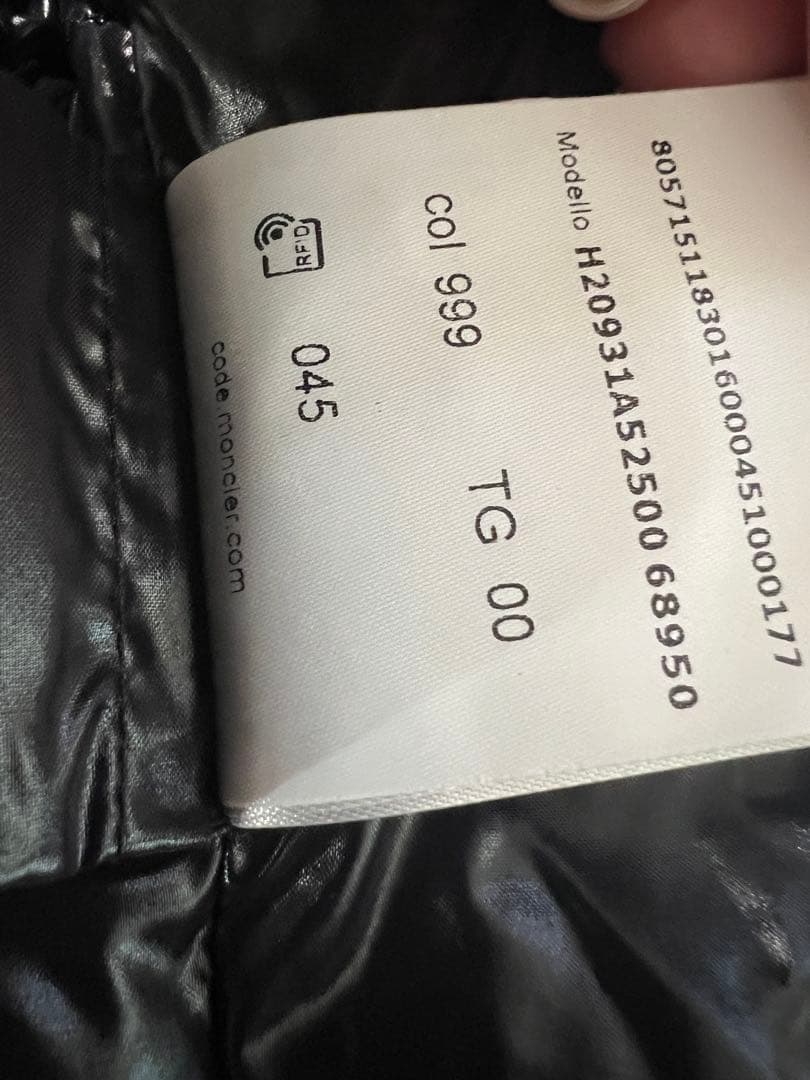 8057151183016000451000177
Modello H20931A52500 68950
col 999 TG 00
RFID 045
code.moncler.com